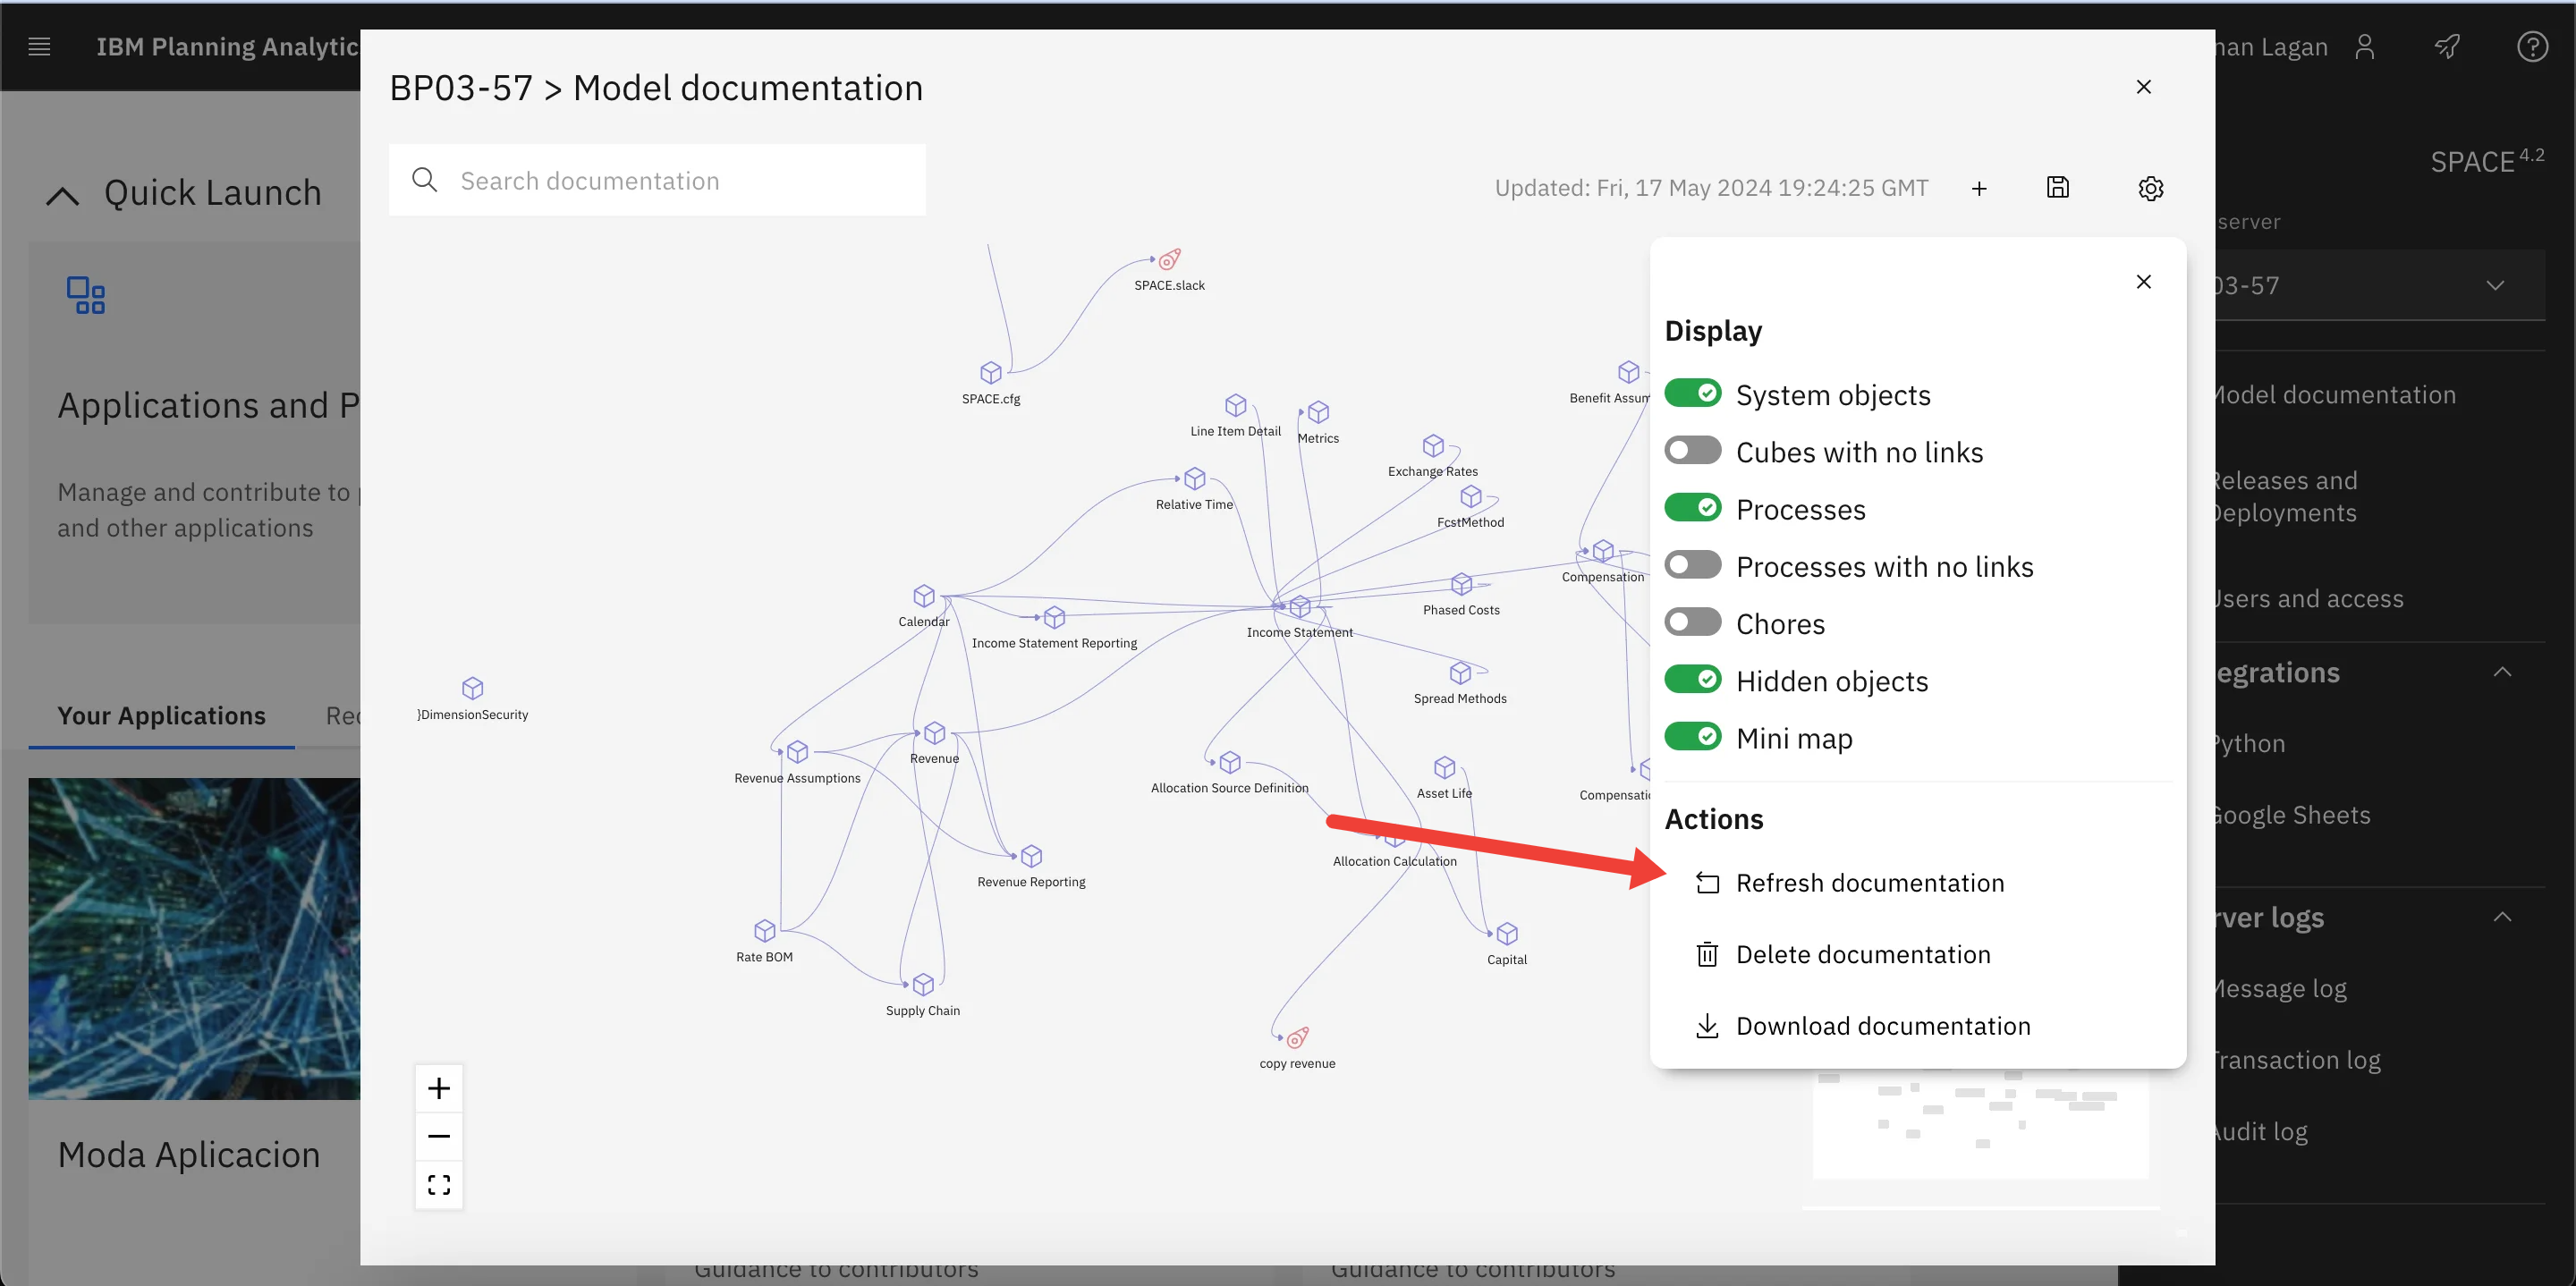 IBM Planning Analytic
nan Lagan
BP03-57 > Model documentation
Search documentation
Updated: Fri, 17 May 2024 19:24:25 GMT
SPACE 4.2
server
03-57
Quick Launch
Applications and P
Manage and contribute to
and other applications
Your Applications
Rec
Moda Aplicacion
SPACE.slack
SPACE.cfg
Line Item Detail
Metrics
Benefit Assum
Exchange Rates
Relative Time
FcstMethod
Compensation
Calendar
Phased Costs
Income Statement
Income Statement Reporting
Spread Methods
}DimensionSecurity
Revenue
Revenue Assumptions
Allocation Source Definition
Asset Life
Compensatio
Allocation Calculation
Revenue Reporting
Rate BOM
Capital
Supply Chain
copy revenue
Display
System objects
Cubes with no links
Processes
Processes with no links
Chores
Hidden objects
Mini map
Actions
Refresh documentation
Delete documentation
Download documentation
Model documentation
Releases and
Deployments
Users and access
egrations
Python
Google Sheets
rver logs
Message log
Transaction log
Audit log
Guidance to contributors
Guidance to contributors